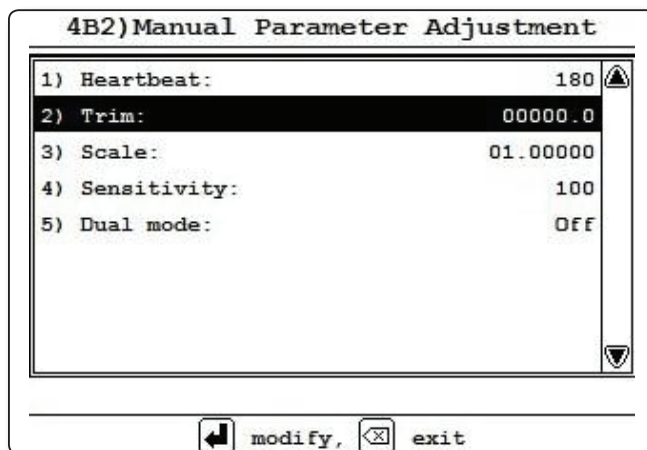 4B2)Manual Parameter Adjustment
1) Heartbeat: 180
2) Trim: 00000.0
3) Scale: 01.00000
4) Sensitivity: 100
5) Dual mode: Off
modify, exit